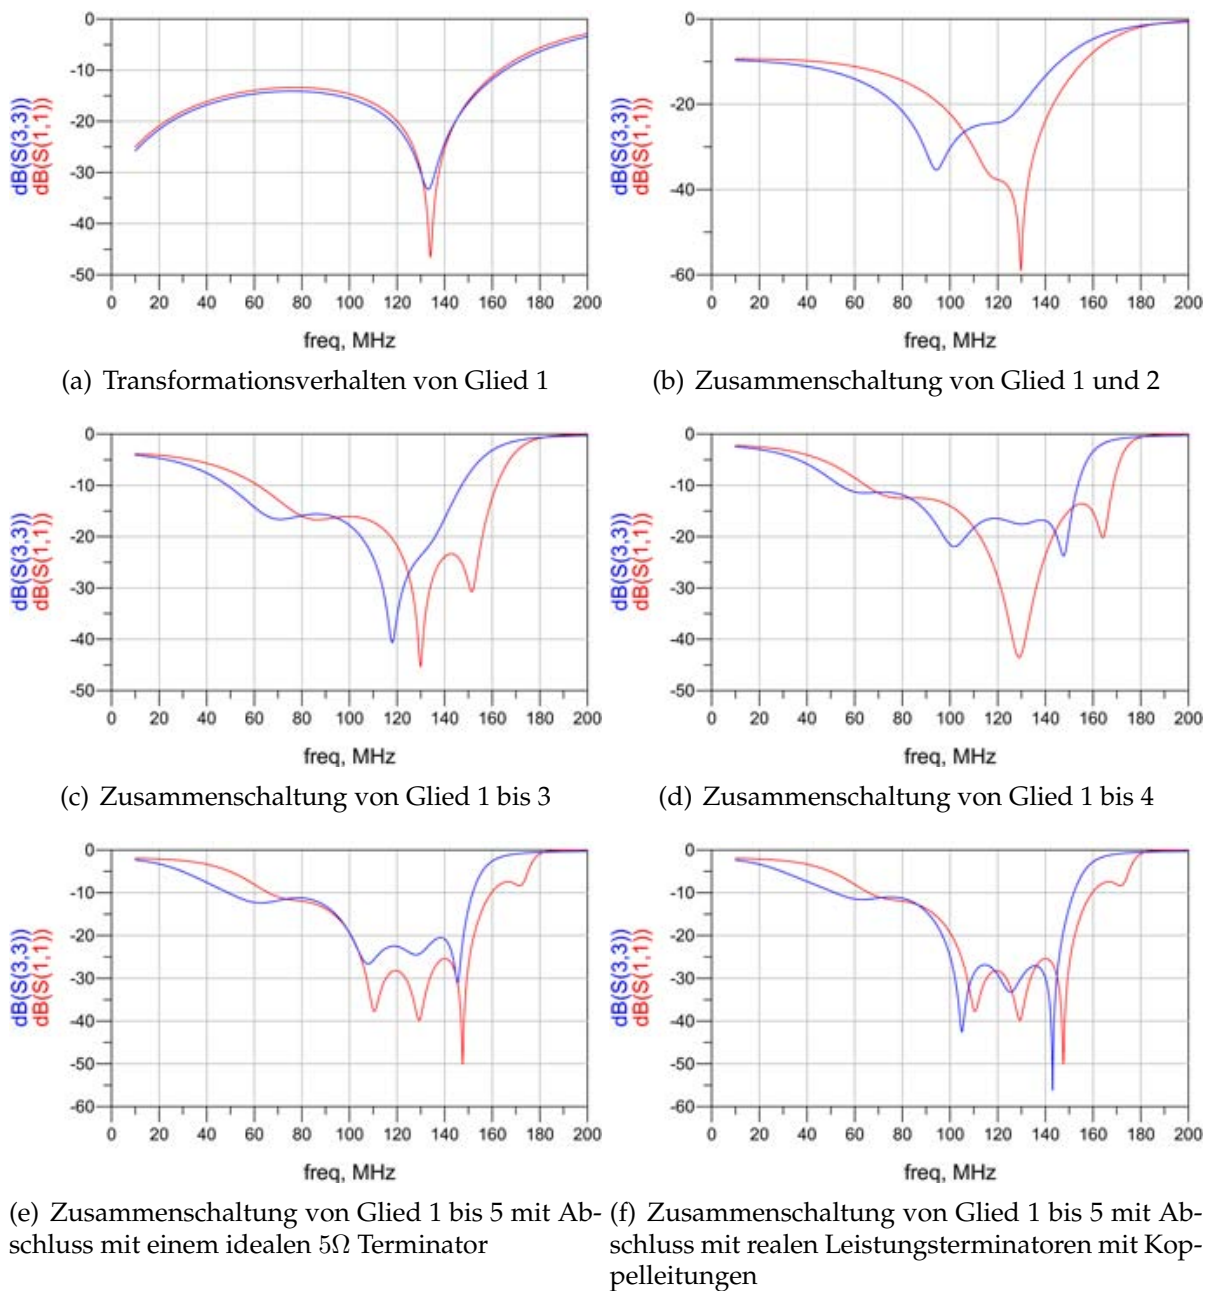 0
-10
-20
-30
-40
-50
dB(S(3,3))
dB(S(1,1))
0 20 40 60 80 100 120 140 160 180 200
freq, MHz
(a) Transformationsverhalten von Glied 1
0
-20
-40
-60
dB(S(3,3))
dB(S(1,1))
0 20 40 60 80 100 120 140 160 180 200
freq, MHz
(b) Zusammenschaltung von Glied 1 und 2
0
-10
-20
-30
-40
-50
dB(S(3,3))
dB(S(1,1))
0 20 40 60 80 100 120 140 160 180 200
freq, MHz
(c) Zusammenschaltung von Glied 1 bis 3
0
-10
-20
-30
-40
-50
dB(S(3,3))
dB(S(1,1))
0 20 40 60 80 100 120 140 160 180 200
freq, MHz
(d) Zusammenschaltung von Glied 1 bis 4
0
-10
-20
-30
-40
-50
-60
dB(S(3,3))
dB(S(1,1))
0 20 40 60 80 100 120 140 160 180 200
freq, MHz
(e) Zusammenschaltung von Glied 1 bis 5 mit Ab-
schluss mit einem idealen 5Ω Terminator
0
-10
-20
-30
-40
-50
-60
dB(S(3,3))
dB(S(1,1))
0 20 40 60 80 100 120 140 160 180 200
freq, MHz
(f) Zusammenschaltung von Glied 1 bis 5 mit Ab-
schluss mit realen Leistungsterminatoren mit Kop-
pelleitungen